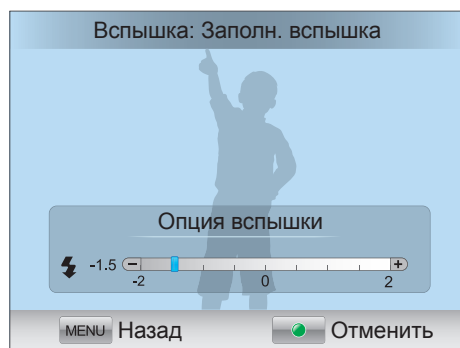 Вспышка: Заполн. вспышка
Опция вспышки
-1.5 − +
-2 0 2
MENU Назад Отменить